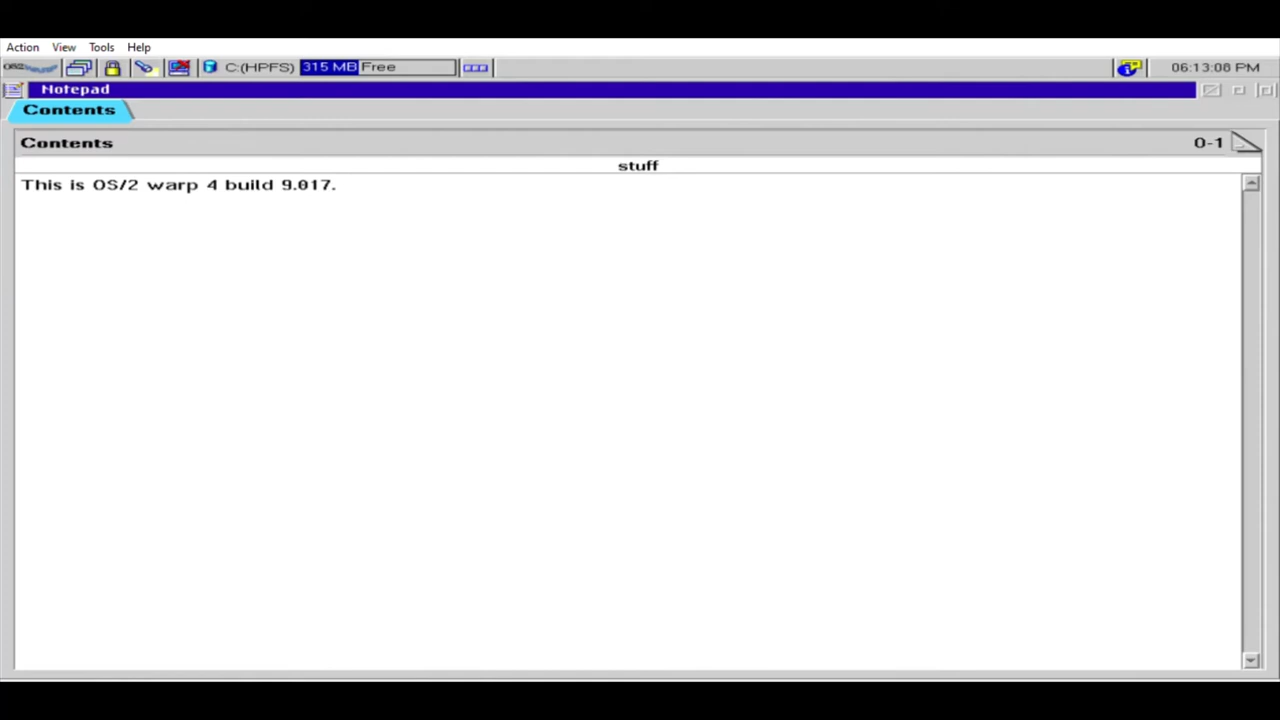 Action View Tools Help
OS2 C:(HPFS) 315 MB Free 06:13:08 PM
Notepad
Contents
Contents 0-1
stuff
This is OS/2 warp 4 build 9.017.